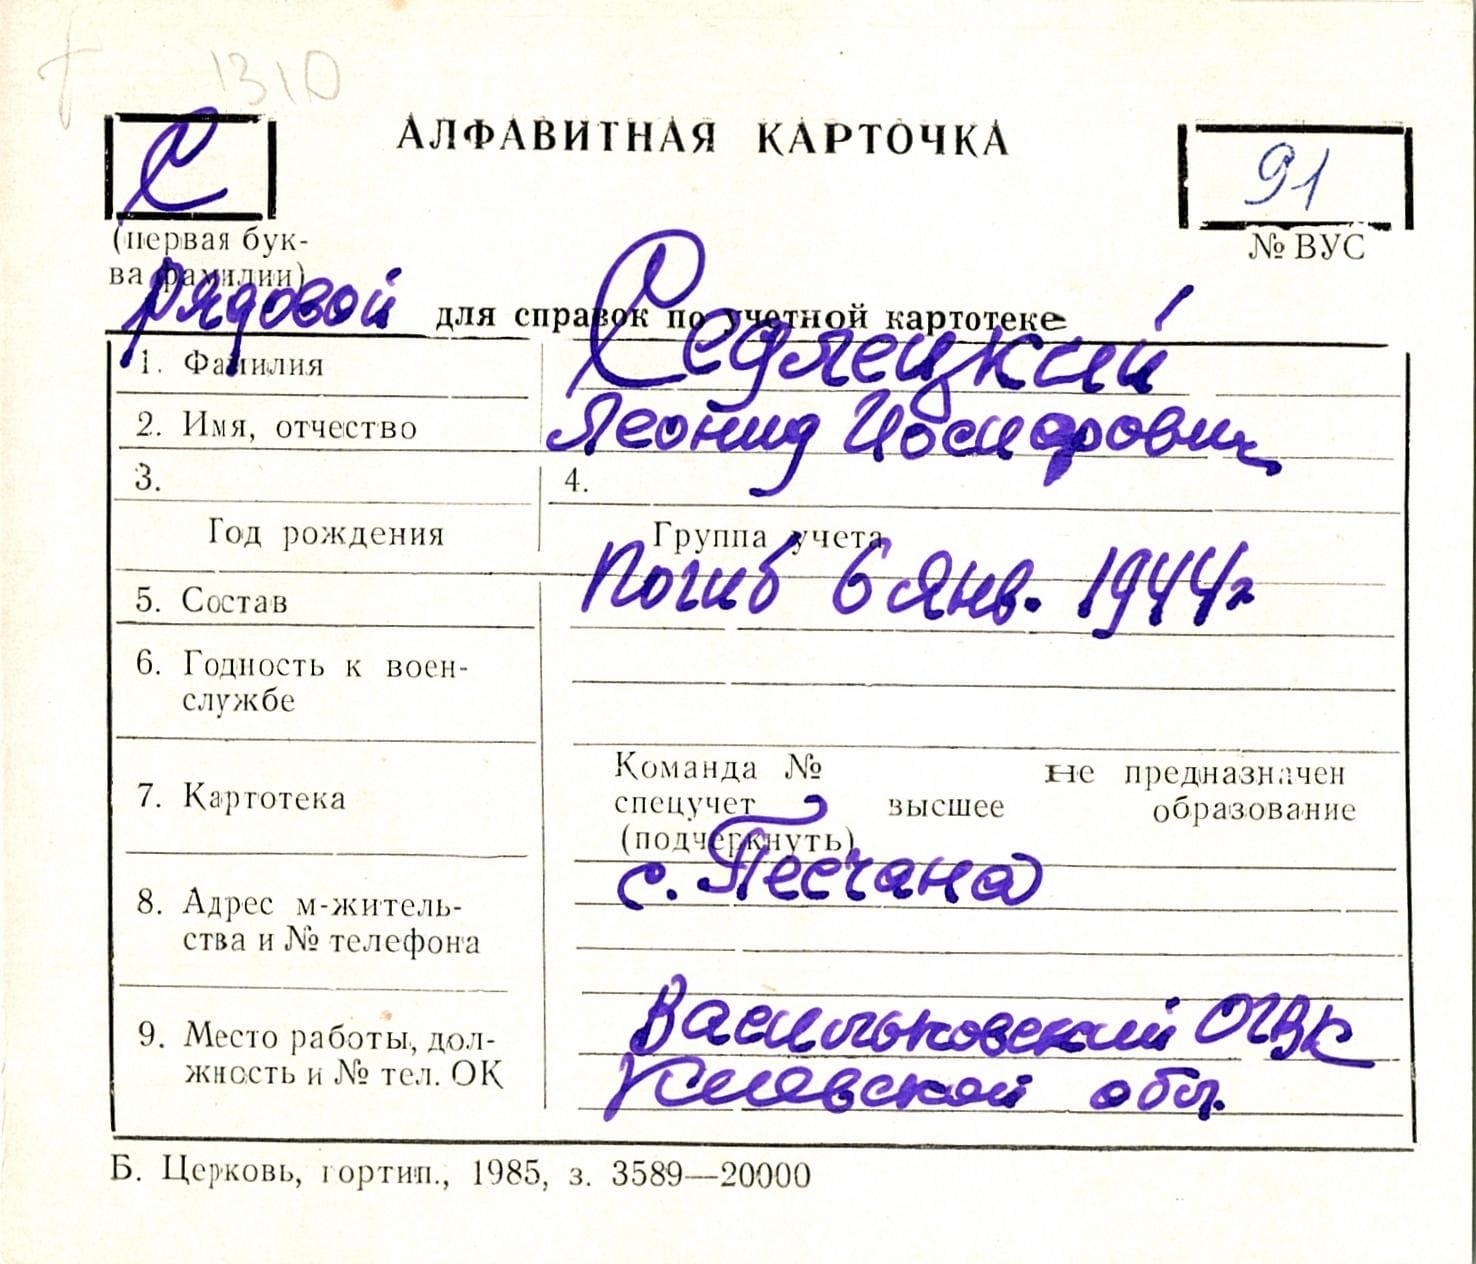 1310
С
АЛФАВИТНАЯ КАРТОЧКА
91
(первая бук-
ва фамилии)
№ ВУС
рядовой
для справок по учетной картотеке
1. Фамилия
Седлецкий
2. Имя, отчество
Леонид Иосифович
3.
4.
Год рождения
Группа учета
Погиб 6 янв. 1944 г
5. Состав
6. Годность к воен-
службе
7. Картотека
Команда № не предназначен
спецучет высшее образование
(подчеркнуть)
с. Песчана
8. Адрес м-житель-
ства и № телефона
9. Место работы, дол-
жность и № тел. ОК
Васильковский ОГВК
Киевской обл.
Б. Церковь, гортип., 1985, з. 3589—20000